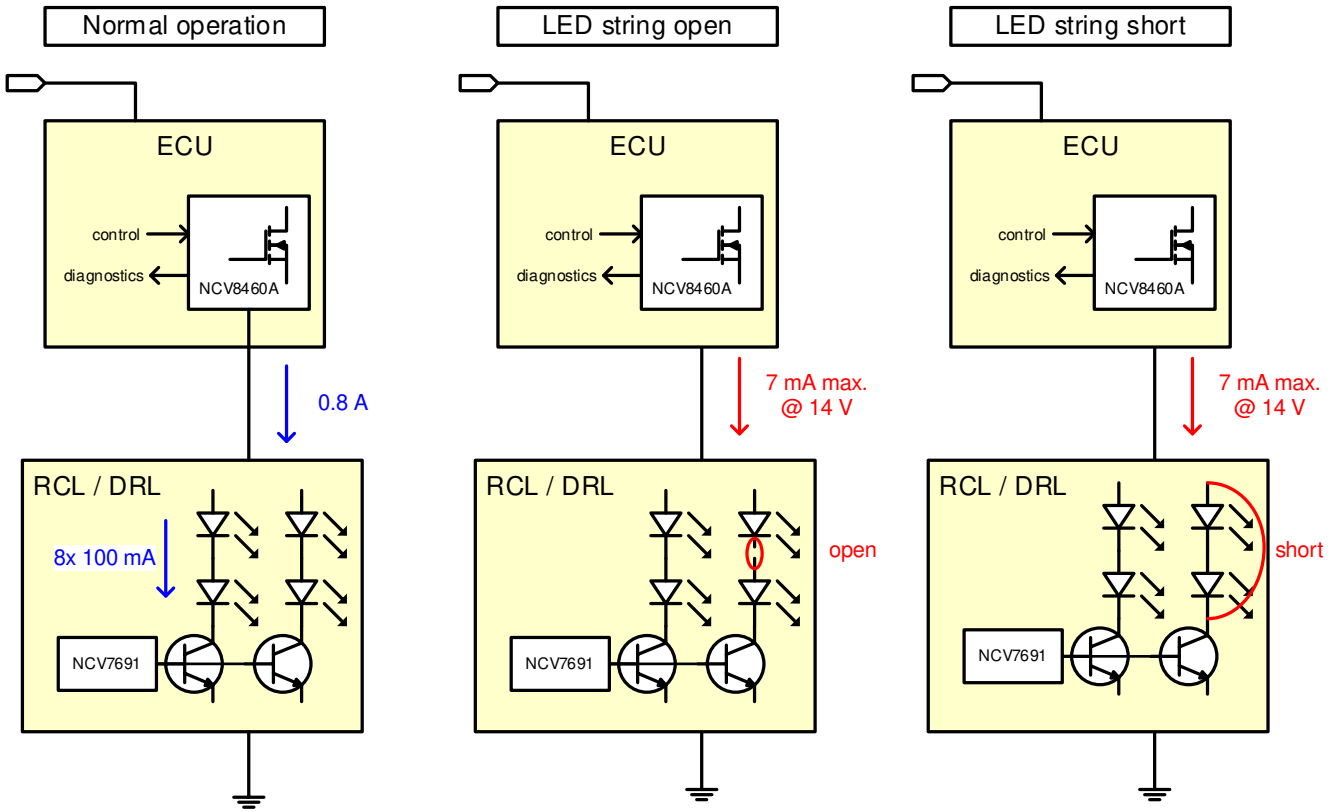 Normal operation
ECU
control
diagnostics
NCV8460A
0.8 A
RCL / DRL
8x 100 mA
NCV7691
LED string open
ECU
control
diagnostics
NCV8460A
7 mA max.
@ 14 V
RCL / DRL
open
NCV7691
LED string short
ECU
control
diagnostics
NCV8460A
7 mA max.
@ 14 V
RCL / DRL
short
NCV7691